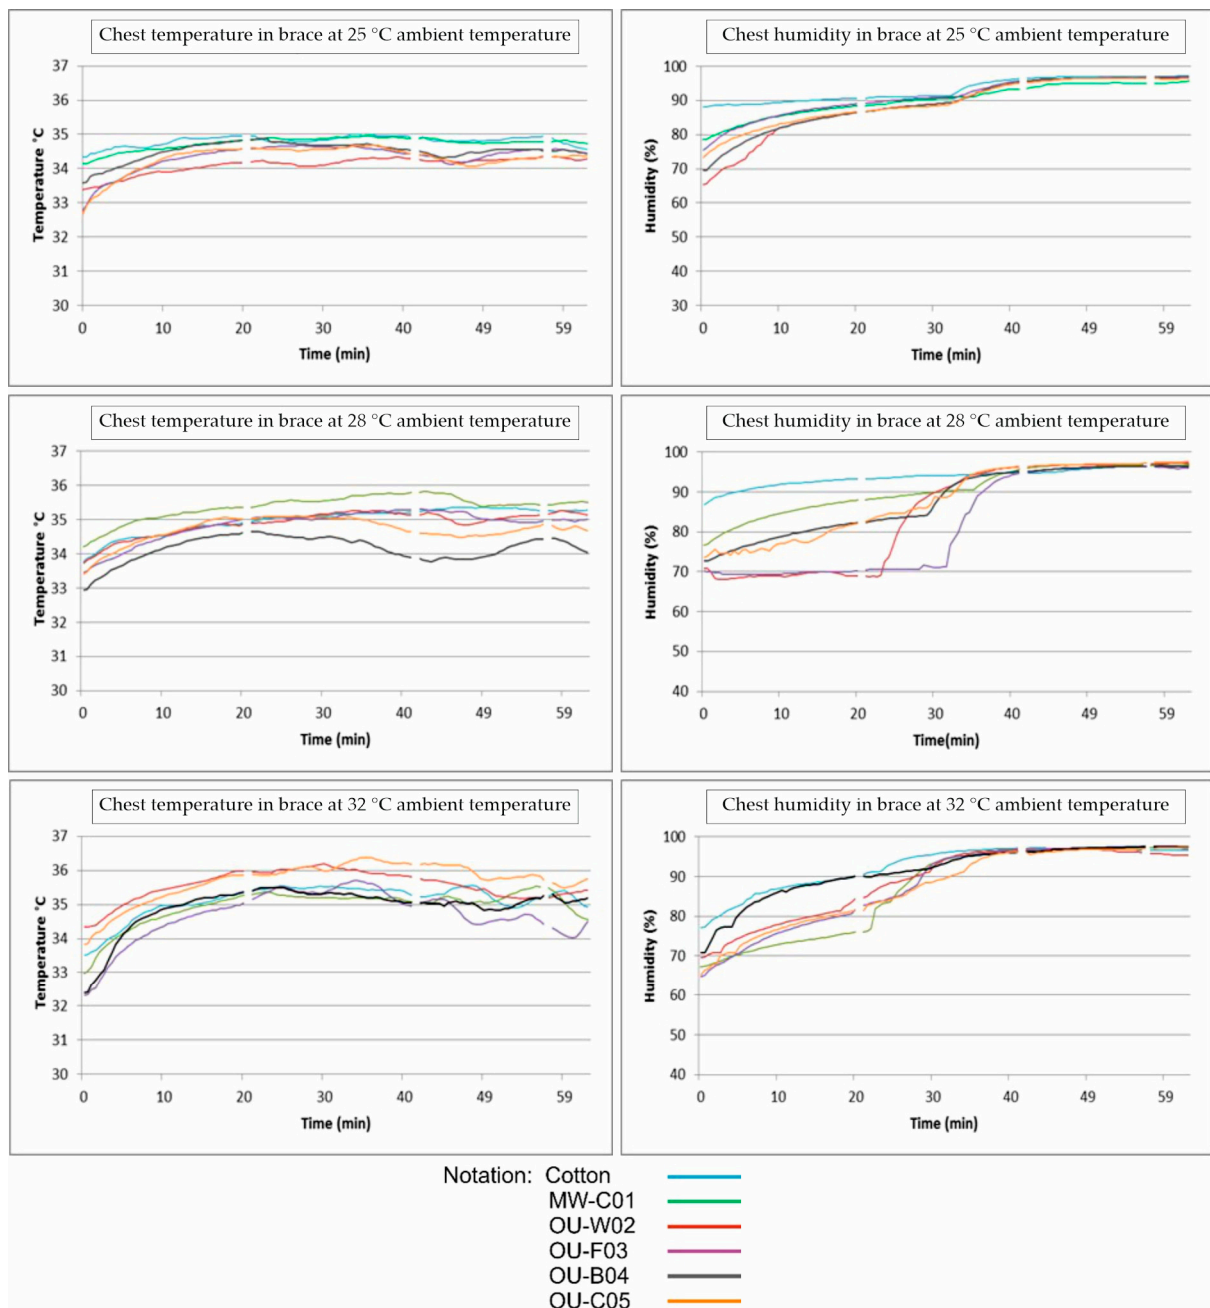 Chest temperature in brace at 25 °C ambient temperature
37
36
35
34
33
32
31
30
Temperature °C
0 10 20 30 40 49 59
Time (min)
Chest humidity in brace at 25 °C ambient temperature
100
90
80
70
60
50
40
30
Humidity (%)
0 10 20 30 40 49 59
Time (min)
Chest temperature in brace at 28 °C ambient temperature
37
36
35
34
33
32
31
30
Temperature °C
0 10 20 30 40 49 59
Time (min)
Chest humidity in brace at 28 °C ambient temperature
100
90
80
70
60
50
40
Humidity (%)
0 10 20 30 40 49 59
Time(min)
Chest temperature in brace at 32 °C ambient temperature
37
36
35
34
33
32
31
30
Temperature °C
0 10 20 30 40 49 59
Time (min)
Chest humidity in brace at 32 °C ambient temperature
100
90
80
70
60
50
40
Humidity (%)
0 10 20 30 40 49 59
Time (min)
Notation: Cotton
MW-C01
OU-W02
OU-F03
OU-B04
OU-C05